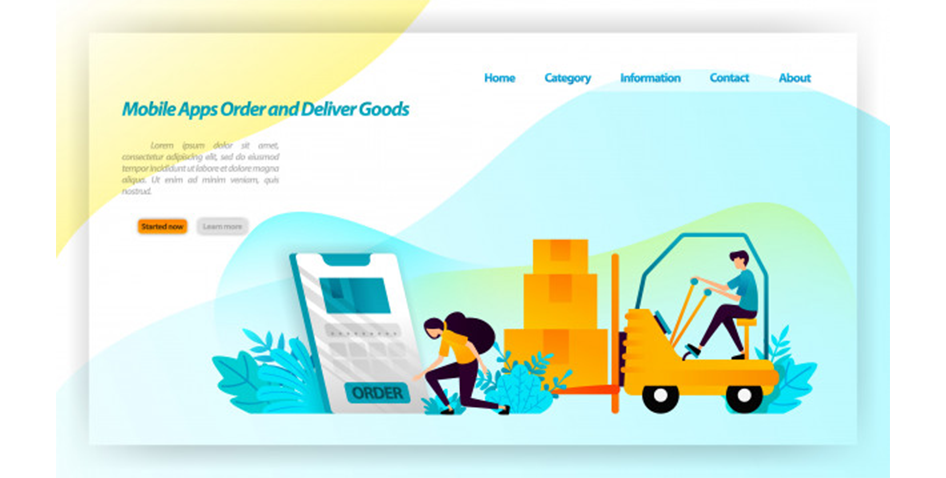 Home Category Information Contact About
Mobile Apps Order and Deliver Goods
Lorem ipsum dolor sit amet,
consectetur adipiscing elit, sed do eiusmod
tempor incididunt ut labore et dolore magna
aliqua. Ut enim ad minim veniam, quis
nostrud.
Started now Learn more
ORDER